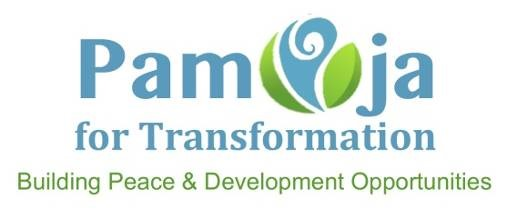 Pamoja
for Transformation
Building Peace & Development Opportunities